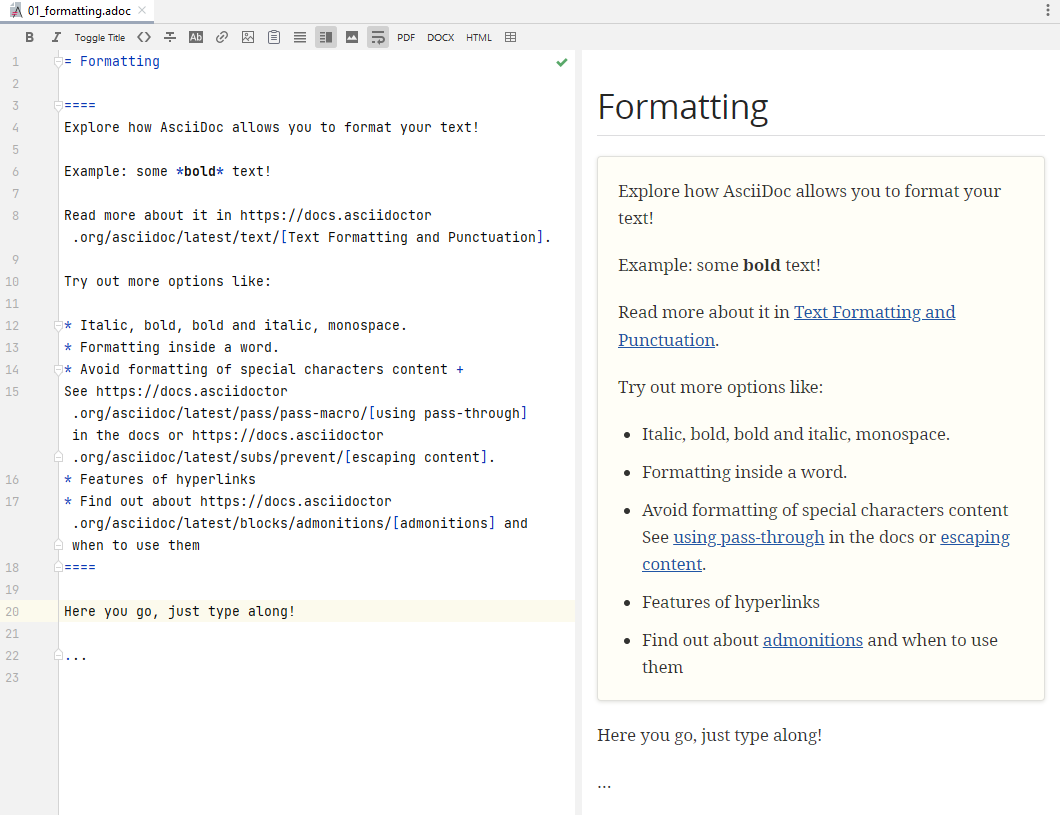 01_formatting.adoc
B I Toggle Title Ab PDF DOCX HTML
1 = Formatting
2
3 ====
4 Explore how AsciiDoc allows you to format your text!
5
6 Example: some *bold* text!
7
8 Read more about it in https://docs.asciidoctor
.org/asciidoc/latest/text/[Text Formatting and Punctuation].
9
10 Try out more options like:
11
12 * Italic, bold, bold and italic, monospace.
13 * Formatting inside a word.
14 * Avoid formatting of special characters content +
15 See https://docs.asciidoctor
.org/asciidoc/latest/pass/pass-macro/[using pass-through]
in the docs or https://docs.asciidoctor
.org/asciidoc/latest/subs/prevent/[escaping content].
16 * Features of hyperlinks
17 * Find out about https://docs.asciidoctor
.org/asciidoc/latest/blocks/admonitions/[admonitions] and
when to use them
18 ====
19
20 Here you go, just type along!
21
22 ...
23
Formatting
Explore how AsciiDoc allows you to format your
text!
Example: some bold text!
Read more about it in Text Formatting and
Punctuation.
Try out more options like:
• Italic, bold, bold and italic, monospace.
• Formatting inside a word.
• Avoid formatting of special characters content
See using pass-through in the docs or escaping
content.
• Features of hyperlinks
• Find out about admonitions and when to use
them
Here you go, just type along!
…